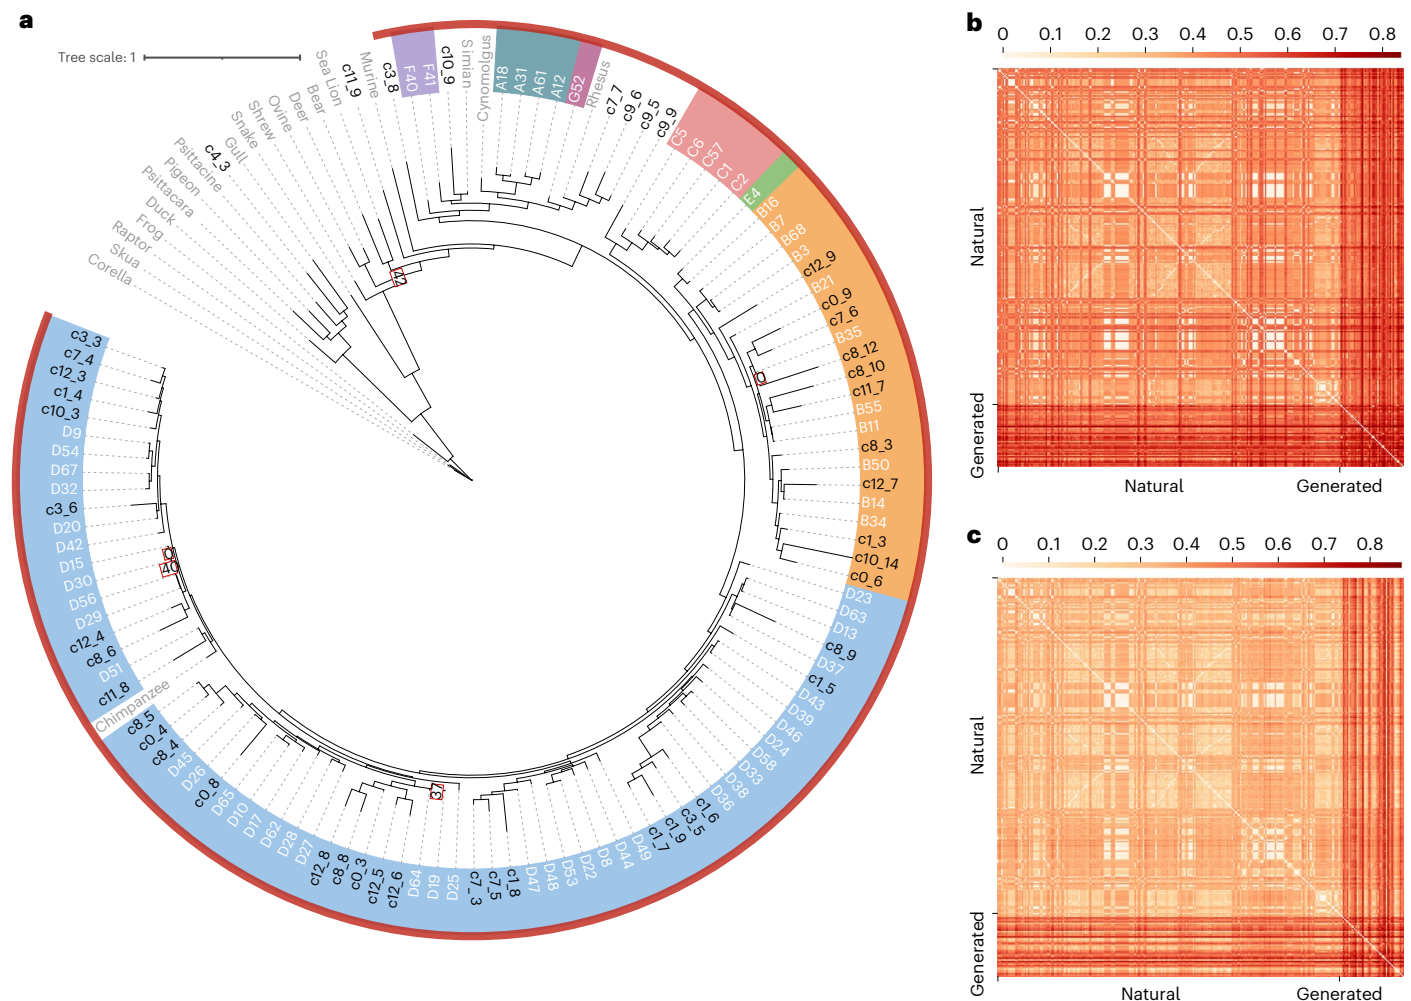 a
Tree scale: 1
Corella
Skua
Raptor
Frog
Duck
Psittacara
Pigeon
Psittacine
c4_3
Gull
Snake
Shrew
Ovine
Deer
Bear
Sea Lion
c11_9
Murine
c3_8
F40
F41
c10_9
Simian
Cynomolgus
A18
A31
A61
A12
G52
Rhesus
c7_7
c9_6
c9_5
c9_9
C5
C6
C57
C1
C2
E4
B16
B7
B68
B3
c12_9
B21
c0_9
c7_6
B35
c8_12
c8_10
c11_7
B55
B11
c8_3
B50
c12_7
B14
B34
c1_3
c10_14
c0_6
D23
D63
D13
c8_9
D37
c1_5
D43
D39
D46
D24
D58
D33
D38
D36
c1_6
c3_5
c1_9
c1_7
D49
D44
D8
D22
D53
D48
D47
c1_8
c7_5
c7_3
D25
D19
D64
c12_6
c12_5
c0_3
c8_8
c12_8
D27
D28
D62
D17
D10
D65
c0_8
D26
D45
c8_4
c0_4
c8_5
Chimpanzee
c11_8
D51
c8_6
c12_4
D29
D56
D30
D15
D42
D20
c3_6
D32
D67
D54
D9
c10_3
c1_4
c12_3
c7_4
c3_3
42
0
0
40
37
b
0 0.1 0.2 0.3 0.4 0.5 0.6 0.7 0.8
Natural
Generated
Natural Generated
c
0 0.1 0.2 0.3 0.4 0.5 0.6 0.7 0.8
Natural
Generated
Natural Generated